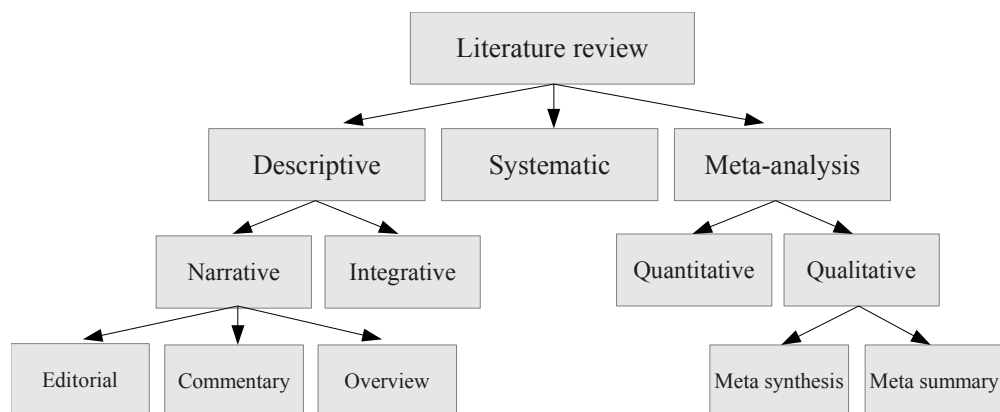 Literature review
Descriptive
Systematic
Meta-analysis
Narrative
Integrative
Quantitative
Qualitative
Editorial
Commentary
Overview
Meta synthesis
Meta summary